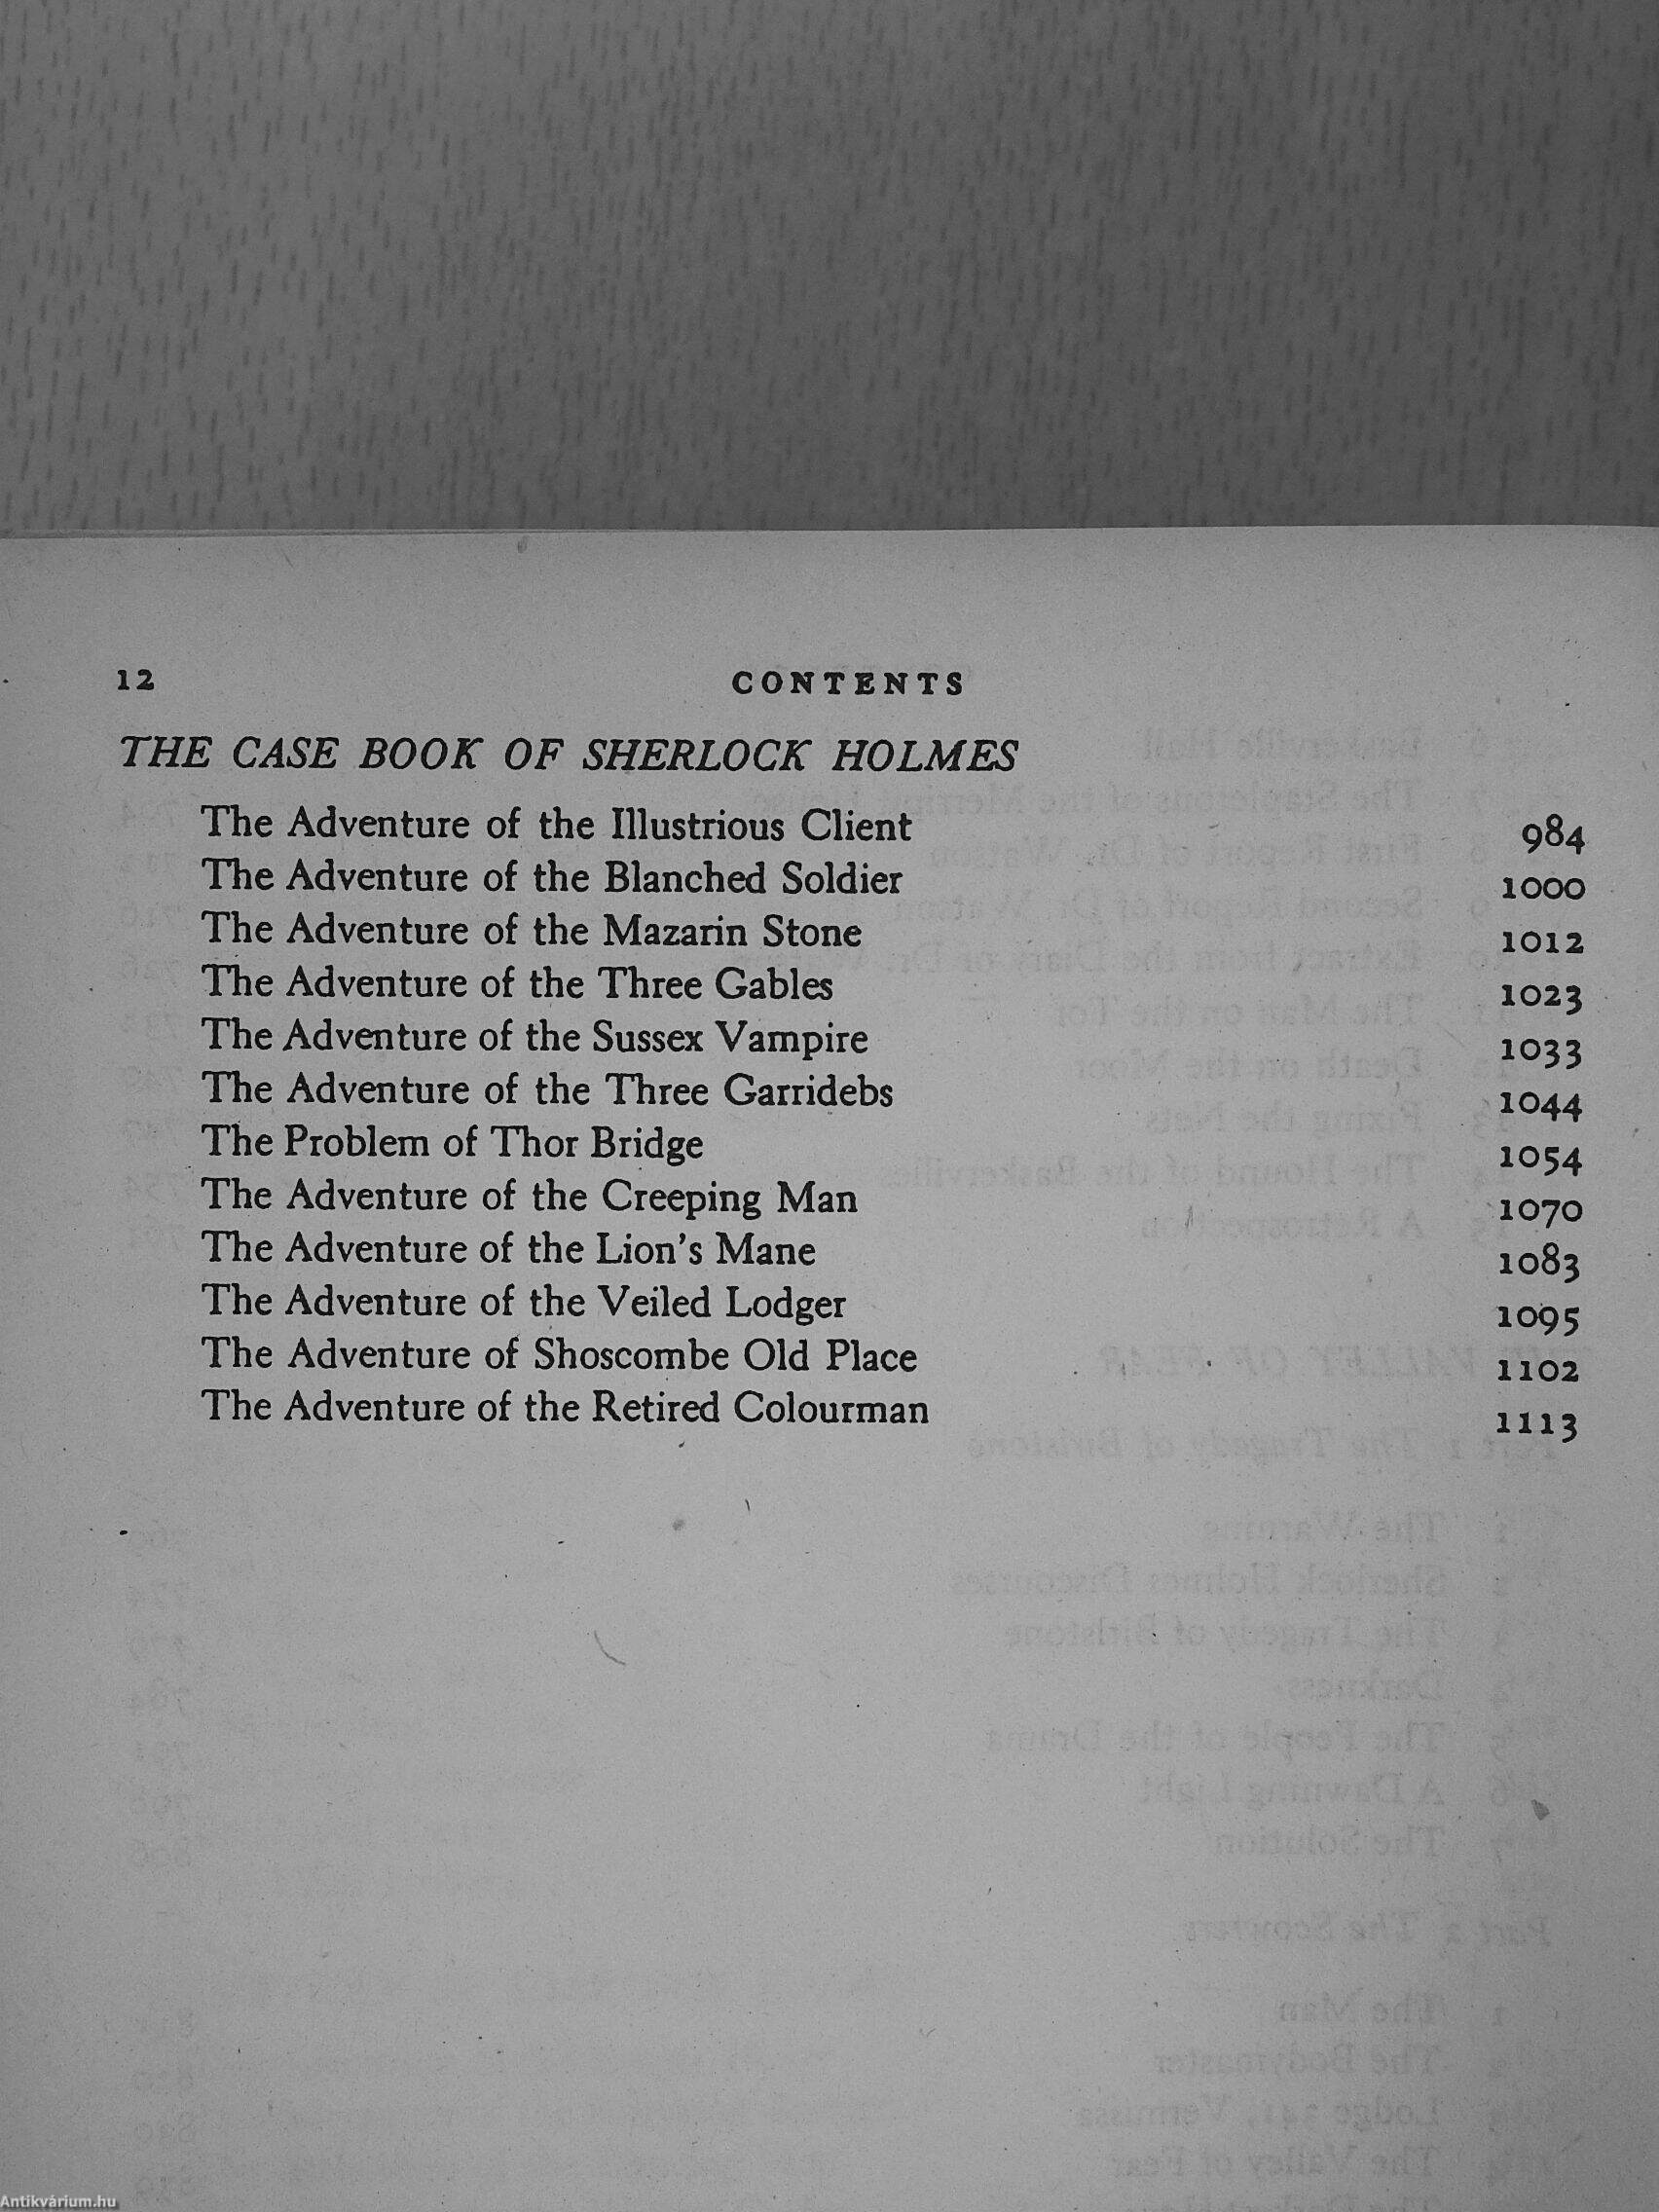 12 CONTENTS
THE CASE BOOK OF SHERLOCK HOLMES
The Adventure of the Illustrious Client 984
The Adventure of the Blanched Soldier 1000
The Adventure of the Mazarin Stone 1012
The Adventure of the Three Gables 1023
The Adventure of the Sussex Vampire 1033
The Adventure of the Three Garridebs 1044
The Problem of Thor Bridge 1054
The Adventure of the Creeping Man 1070
The Adventure of the Lion's Mane 1083
The Adventure of the Veiled Lodger 1095
The Adventure of Shoscombe Old Place 1102
The Adventure of the Retired Colourman 1113
Antikvárium.hu